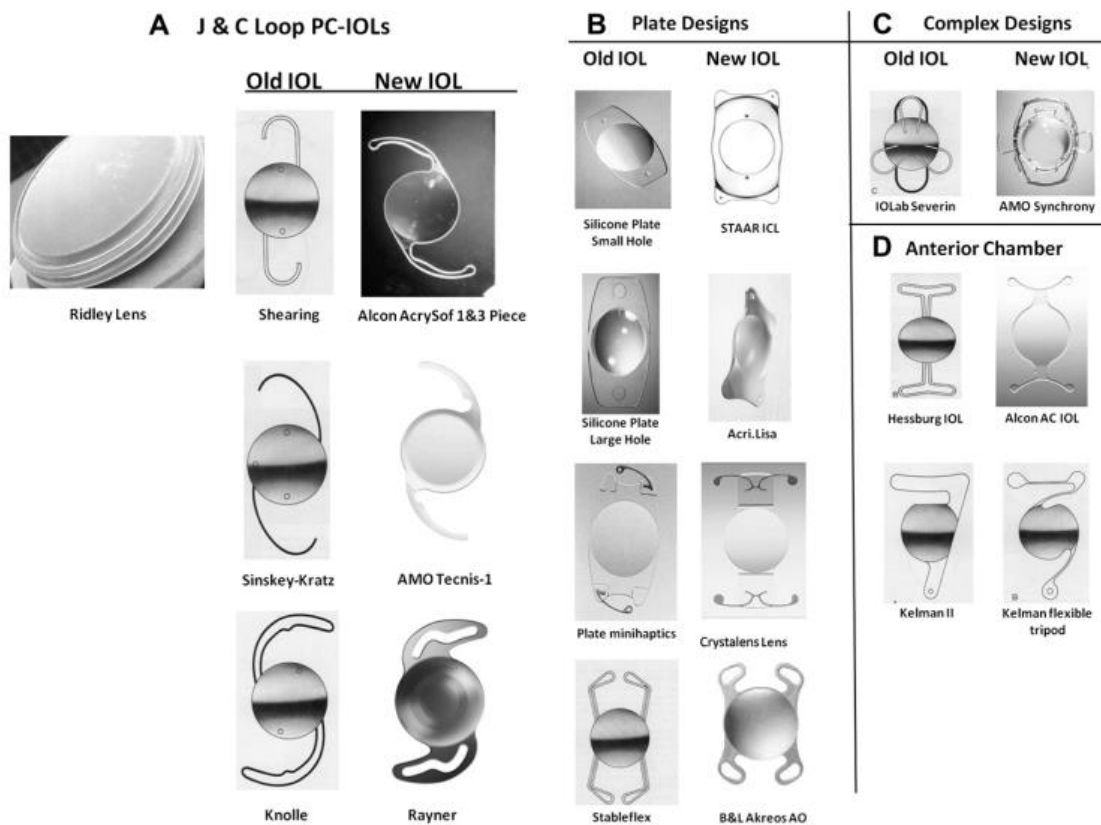 A J & C Loop PC-IOLs
Old IOL New IOL
Ridley Lens
Shearing
Alcon AcrySof 1&3 Piece
Sinskey-Kratz
AMO Tecnis-1
Knolle
Rayner
B Plate Designs
Old IOL New IOL
Silicone Plate
Small Hole
STAAR ICL
Silicone Plate
Large Hole
Acri.Lisa
Plate minihaptics
Crystalens Lens
Stableflex
B&L Akreos AO
C Complex Designs
Old IOL New IOL
C
IOLab Severin
AMO Synchrony
D Anterior Chamber
Hessburg IOL
Alcon AC IOL
Kelman II
B
Kelman flexible
tripod